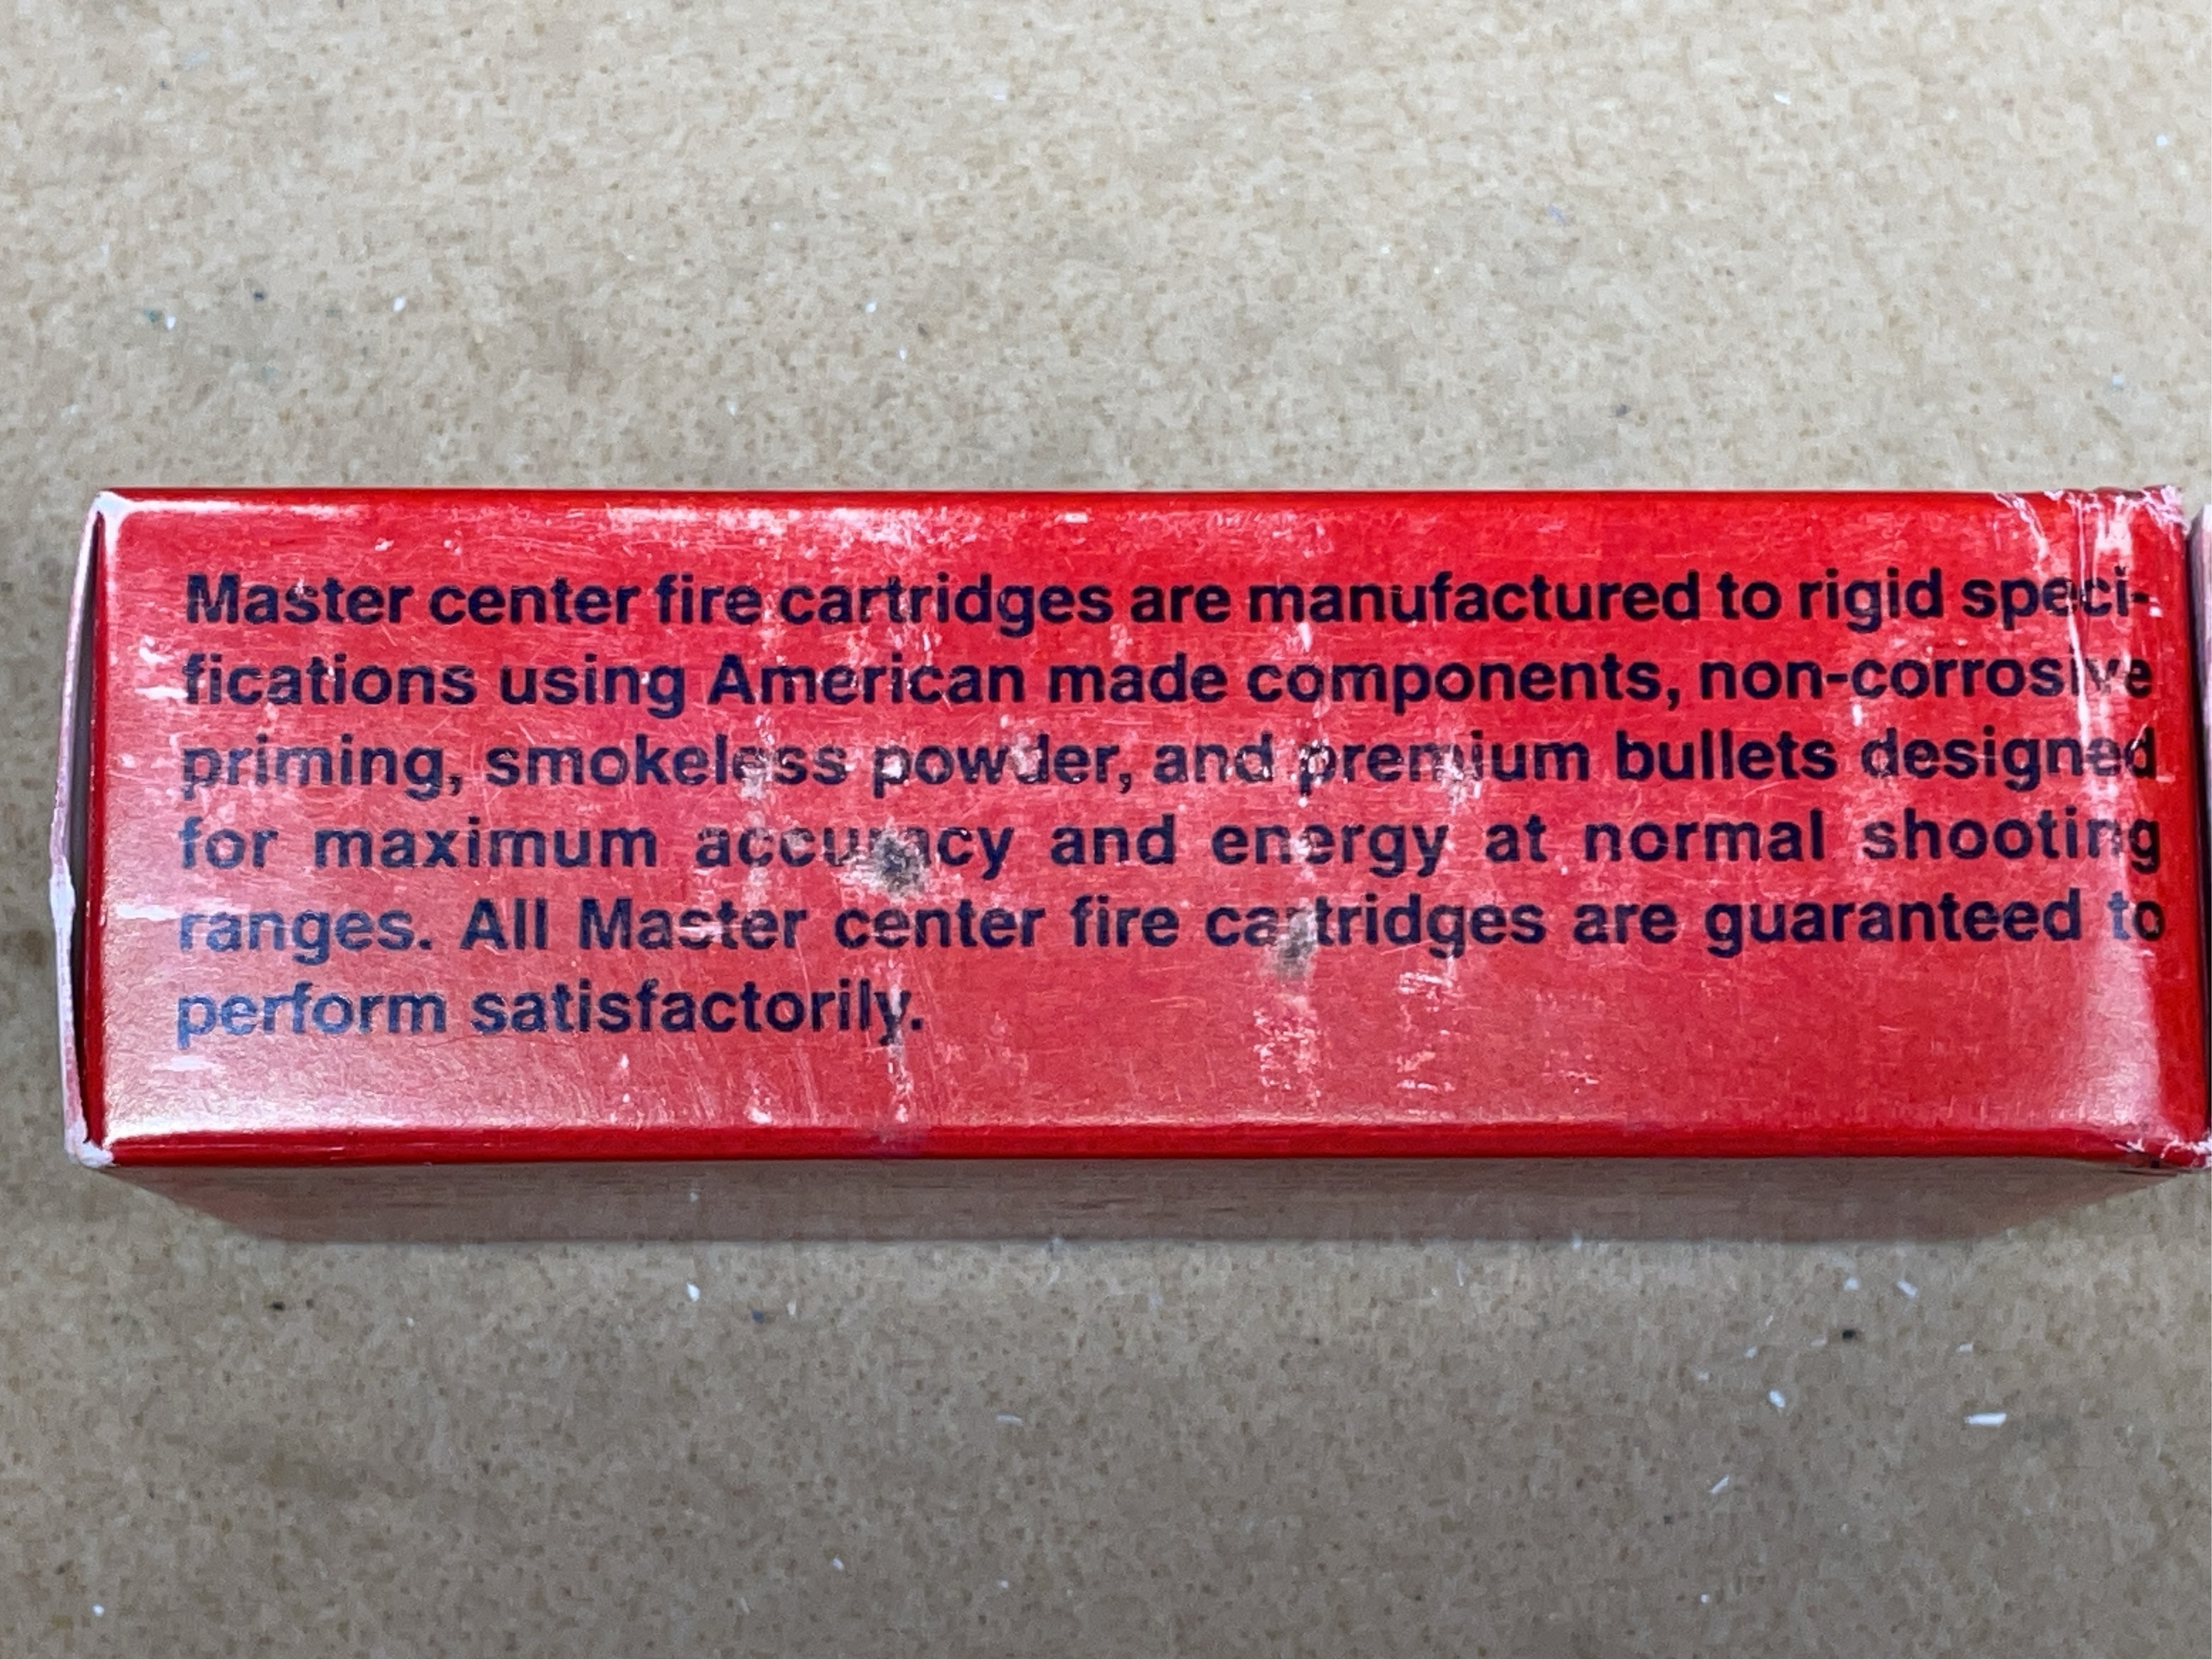 Master center fire cartridges are manufactured to rigid speci-
fications using American made components, non-corrosive
priming, smokeless powder, and premium bullets designed
for maximum accuracy and energy at normal shooting
ranges. All Master center fire cartridges are guaranteed to
perform satisfactorily.